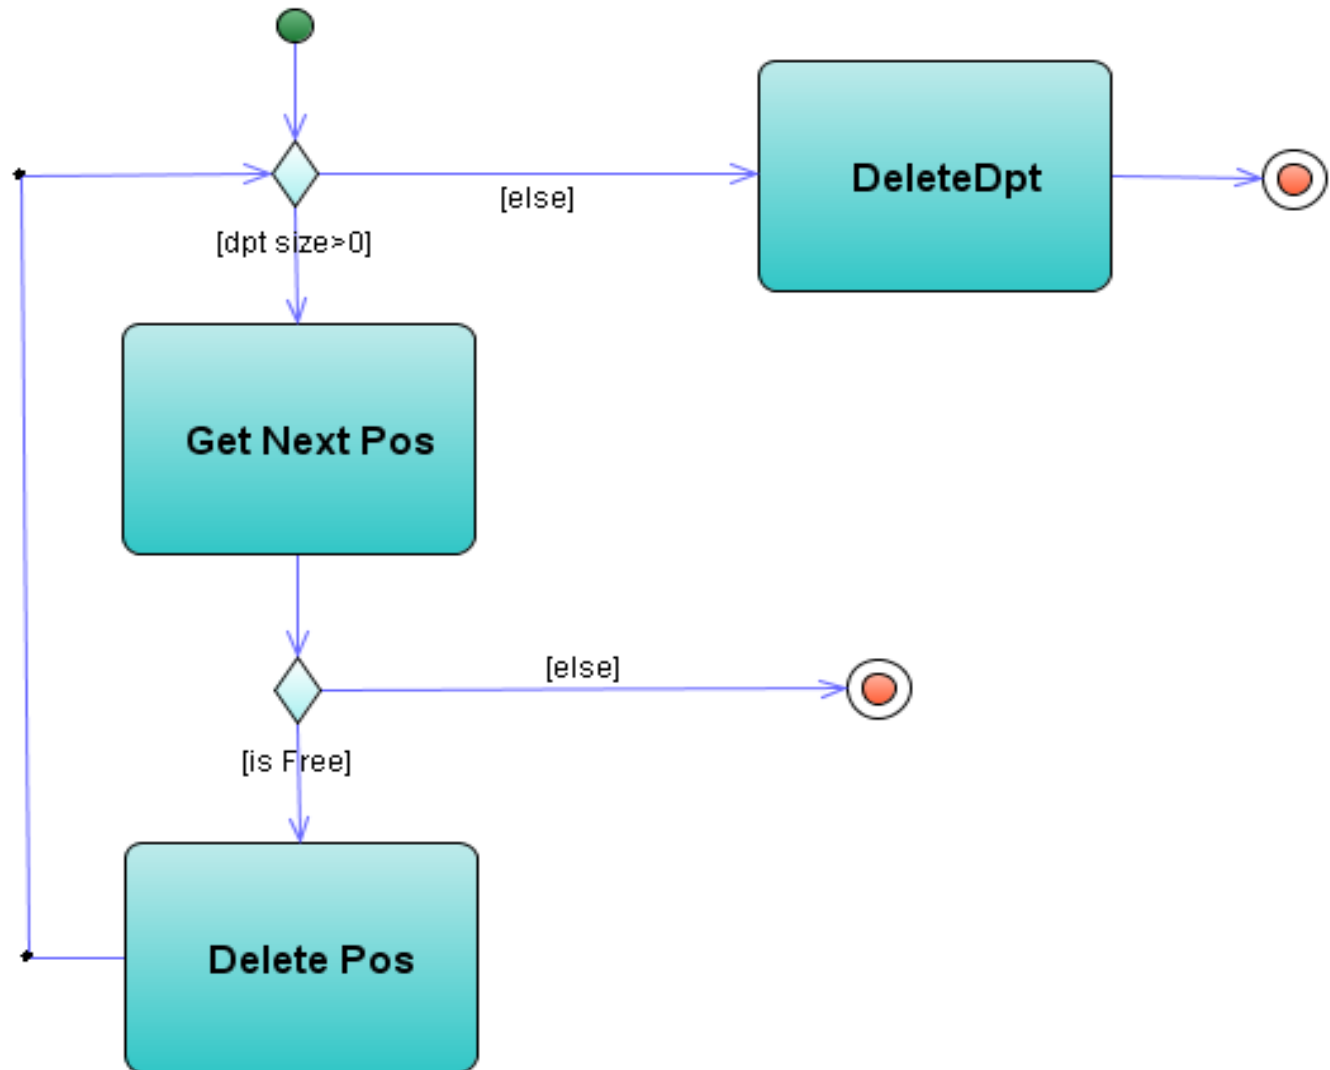 DeleteDpt
[else]
[dpt size>0]
Get Next Pos
[else]
[is Free]
Delete Pos